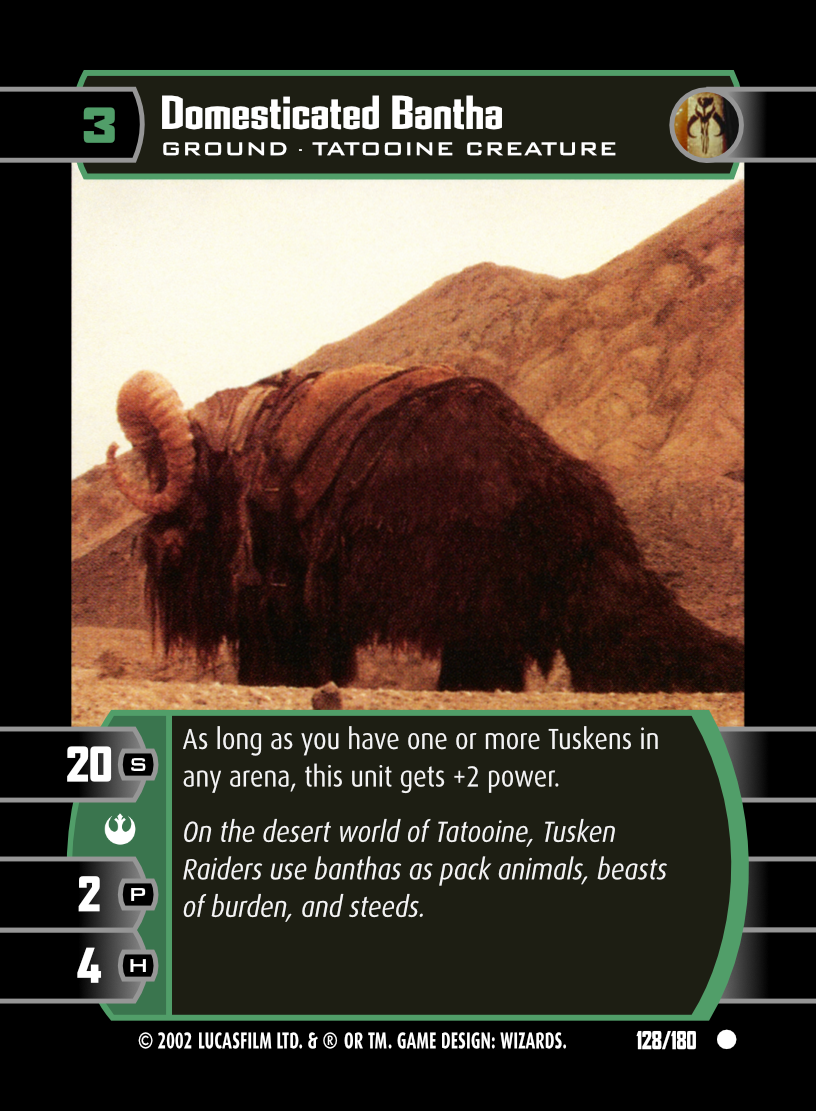 3
Domesticated Bantha
GROUND · TATOOINE CREATURE
20 S
2 P
4 H
As long as you have one or more Tuskens in
any arena, this unit gets +2 power.
On the desert world of Tatooine, Tusken
Raiders use banthas as pack animals, beasts
of burden, and steeds.
© 2002 LUCASFILM LTD. & ® OR TM. GAME DESIGN: WIZARDS.
128/180